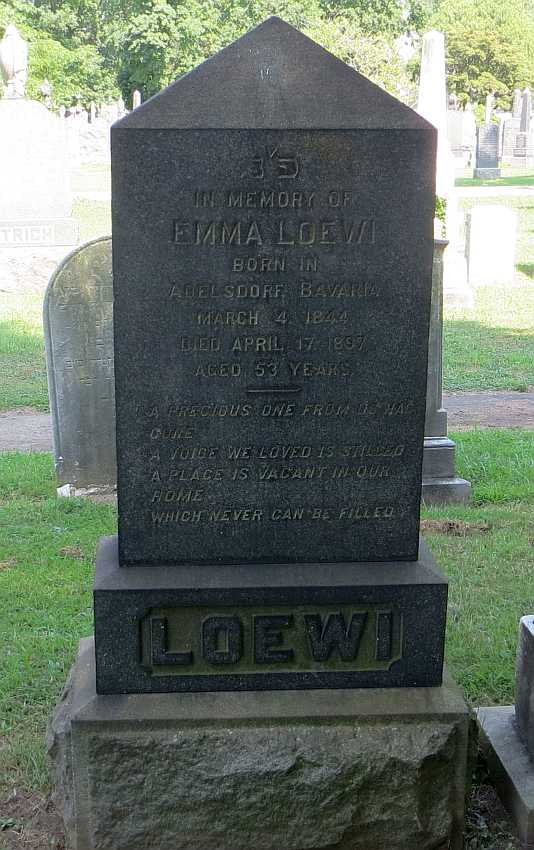 פ״נ
IN MEMORY OF
EMMA LOEWI
BORN IN
ADELSDORF, BAVARIA
MARCH 4, 1844
DIED APRIL 17, 1897
AGED 53 YEARS.
A PRECIOUS ONE FROM US HAS
GONE
A VOICE WE LOVED IS STILLED
A PLACE IS VACANT IN OUR
HOME
WHICH NEVER CAN BE FILLED
LOEWI
TRICH